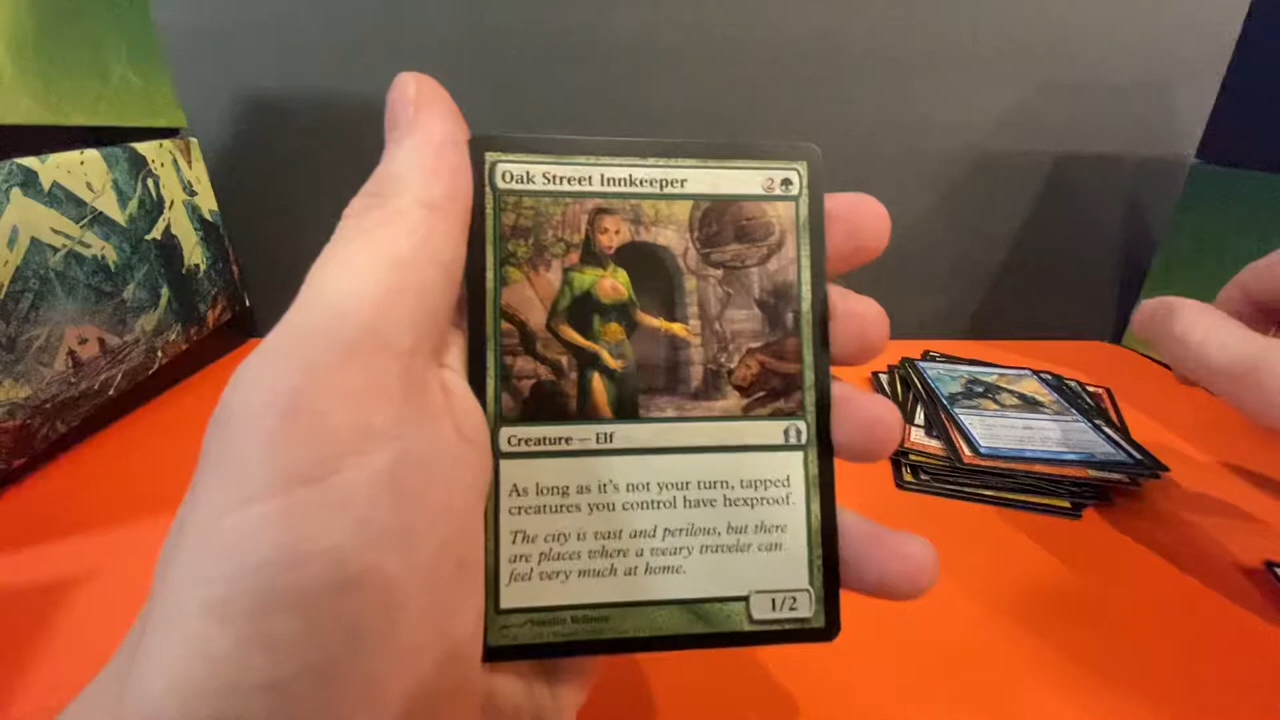 Oak Street Innkeeper
2
Creature — Elf
As long as it's not your turn, tapped
creatures you control have hexproof.
The city is vast and perilous, but there
are places where a weary traveler can
feel very much at home.
1/2